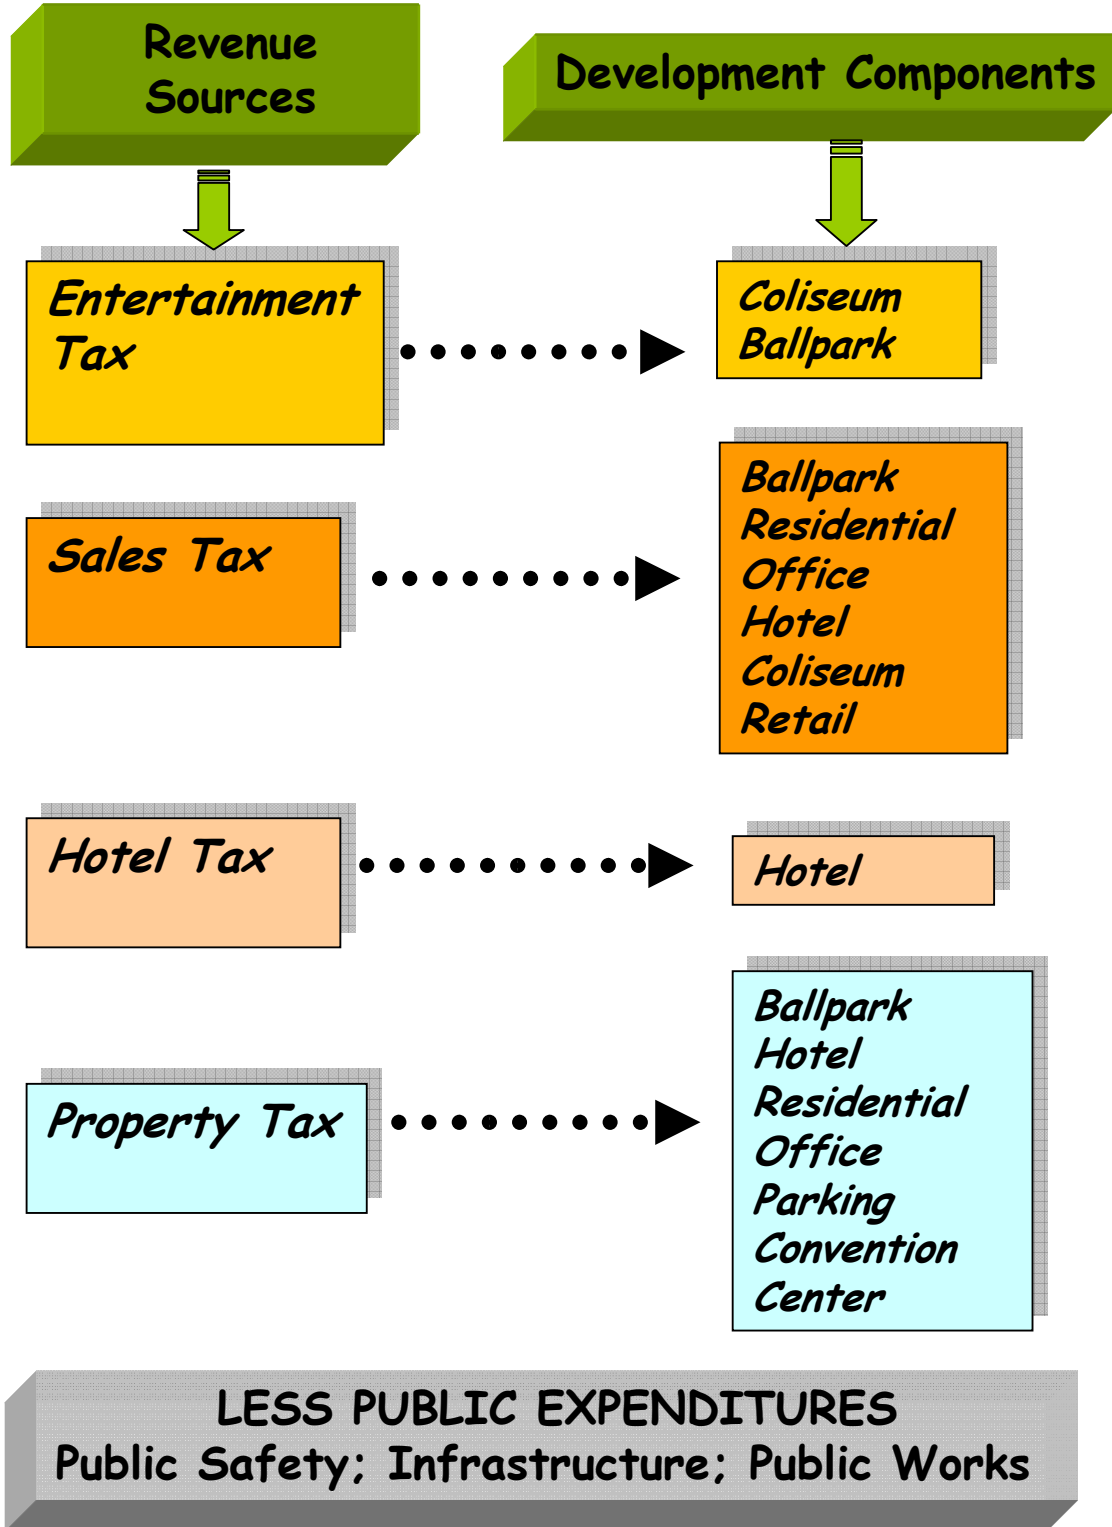 Revenue
Sources
Development Components
Entertainment
Tax
Coliseum
Ballpark
Sales Tax
Ballpark
Residential
Office
Hotel
Coliseum
Retail
Hotel Tax
Hotel
Property Tax
Ballpark
Hotel
Residential
Office
Parking
Convention
Center
LESS PUBLIC EXPENDITURES
Public Safety; Infrastructure; Public Works